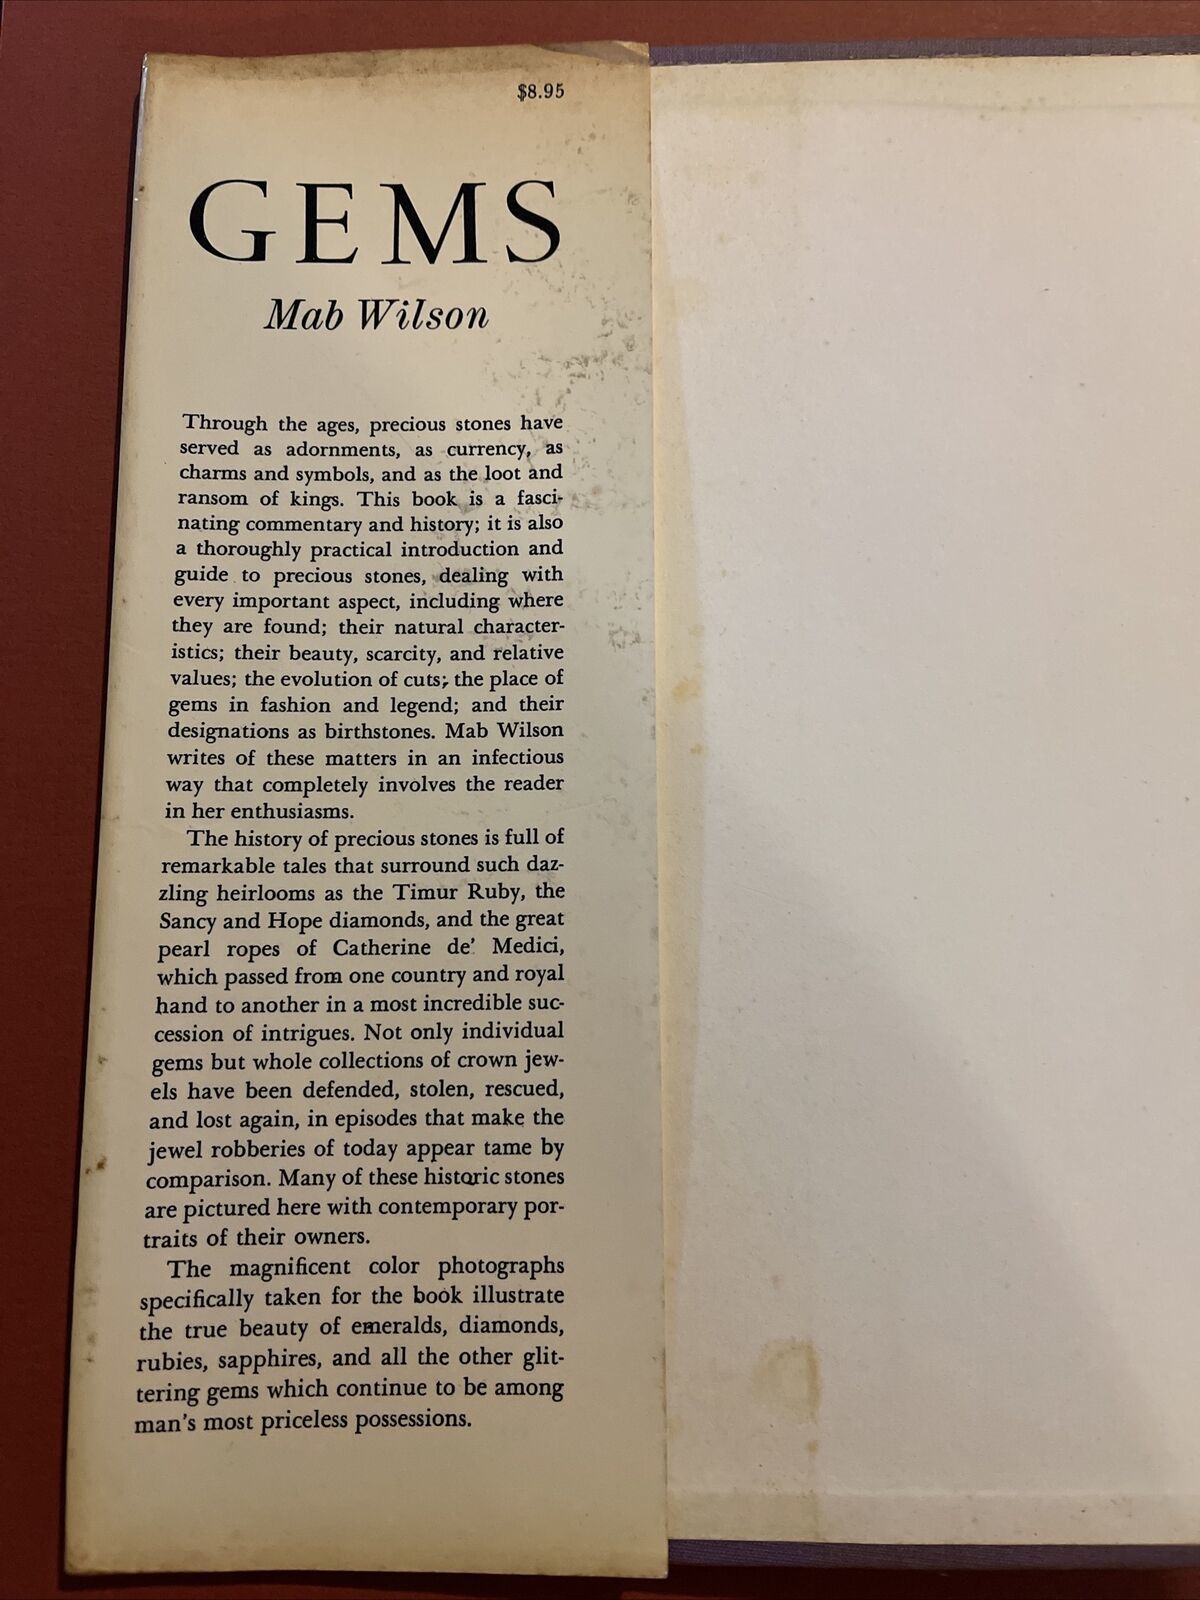 $8.95
GEMS
Mab Wilson
Through the ages, precious stones have
served as adornments, as currency, as
charms and symbols, and as the loot and
ransom of kings. This book is a fasci-
nating commentary and history; it is also
a thoroughly practical introduction and
guide to precious stones, dealing with
every important aspect, including where
they are found; their natural character-
istics; their beauty, scarcity, and relative
values; the evolution of cuts; the place of
gems in fashion and legend; and their
designations as birthstones. Mab Wilson
writes of these matters in an infectious
way that completely involves the reader
in her enthusiasms.
The history of precious stones is full of
remarkable tales that surround such daz-
zling heirlooms as the Timur Ruby, the
Sancy and Hope diamonds, and the great
pearl ropes of Catherine de' Medici,
which passed from one country and royal
hand to another in a most incredible suc-
cession of intrigues. Not only individual
gems but whole collections of crown jew-
els have been defended, stolen, rescued,
and lost again, in episodes that make the
jewel robberies of today appear tame by
comparison. Many of these historic stones
are pictured here with contemporary por-
traits of their owners.
The magnificent color photographs
specifically taken for the book illustrate
the true beauty of emeralds, diamonds,
rubies, sapphires, and all the other glit-
tering gems which continue to be among
man's most priceless possessions.